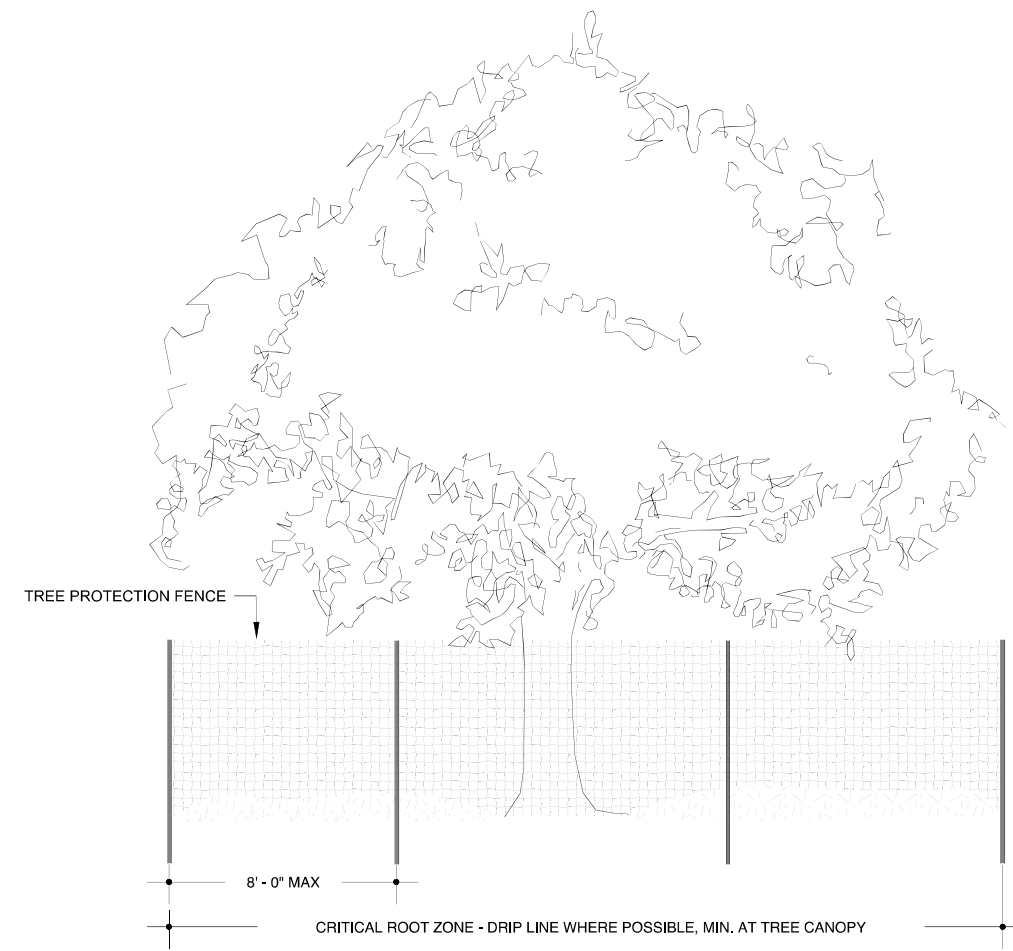 TREE PROTECTION FENCE
8' - 0" MAX
CRITICAL ROOT ZONE - DRIP LINE WHERE POSSIBLE, MIN. AT TREE CANOPY